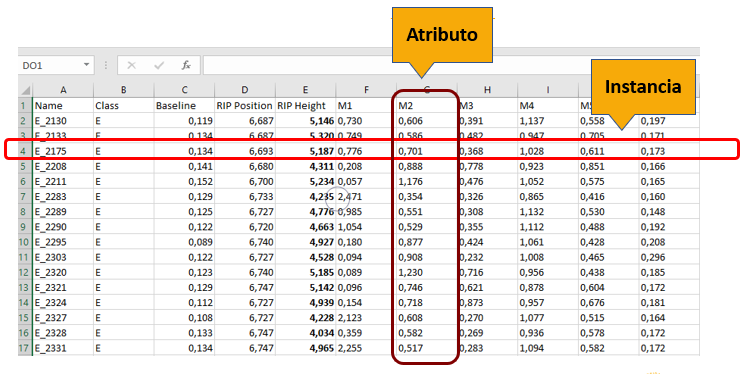 Atributo
Instancia
DO1 fx
A B C D E F G H I
1 Name Class Baseline RIP Position RIP Height M1 M2 M3 M4
2 E_2130 E 0,119 6,687 5,146 0,730 0,606 0,391 1,137 0,558 0,197
3 E_2133 E 0,134 6,687 5,320 0,749 0,586 0,482 0,947 0,705 0,171
4 E_2175 E 0,134 6,693 5,187 0,776 0,701 0,368 1,028 0,611 0,173
5 E_2208 E 0,141 6,680 4,311 0,208 0,888 0,778 0,923 0,851 0,166
6 E_2211 E 0,152 6,700 5,234 0,057 1,176 0,476 1,052 0,575 0,165
7 E_2283 E 0,129 6,733 4,235 2,471 0,354 0,326 0,865 0,416 0,160
8 E_2289 E 0,125 6,727 4,776 0,985 0,551 0,308 1,132 0,530 0,148
9 E_2290 E 0,122 6,720 4,663 1,054 0,529 0,355 1,112 0,488 0,192
10 E_2295 E 0,089 6,740 4,927 0,180 0,877 0,424 1,061 0,428 0,208
11 E_2303 E 0,122 6,727 4,528 0,094 0,908 0,232 1,008 0,465 0,296
12 E_2320 E 0,123 6,740 5,185 0,089 1,230 0,716 0,956 0,438 0,185
13 E_2321 E 0,129 6,747 5,142 0,096 0,746 0,621 0,878 0,604 0,172
14 E_2324 E 0,112 6,727 4,939 0,154 0,718 0,873 0,957 0,676 0,181
15 E_2327 E 0,108 6,727 4,228 2,123 0,608 0,270 1,077 0,515 0,164
16 E_2328 E 0,133 6,747 4,034 0,359 0,582 0,269 0,936 0,578 0,172
17 E_2331 E 0,134 6,747 4,965 2,255 0,517 0,283 1,094 0,582 0,172